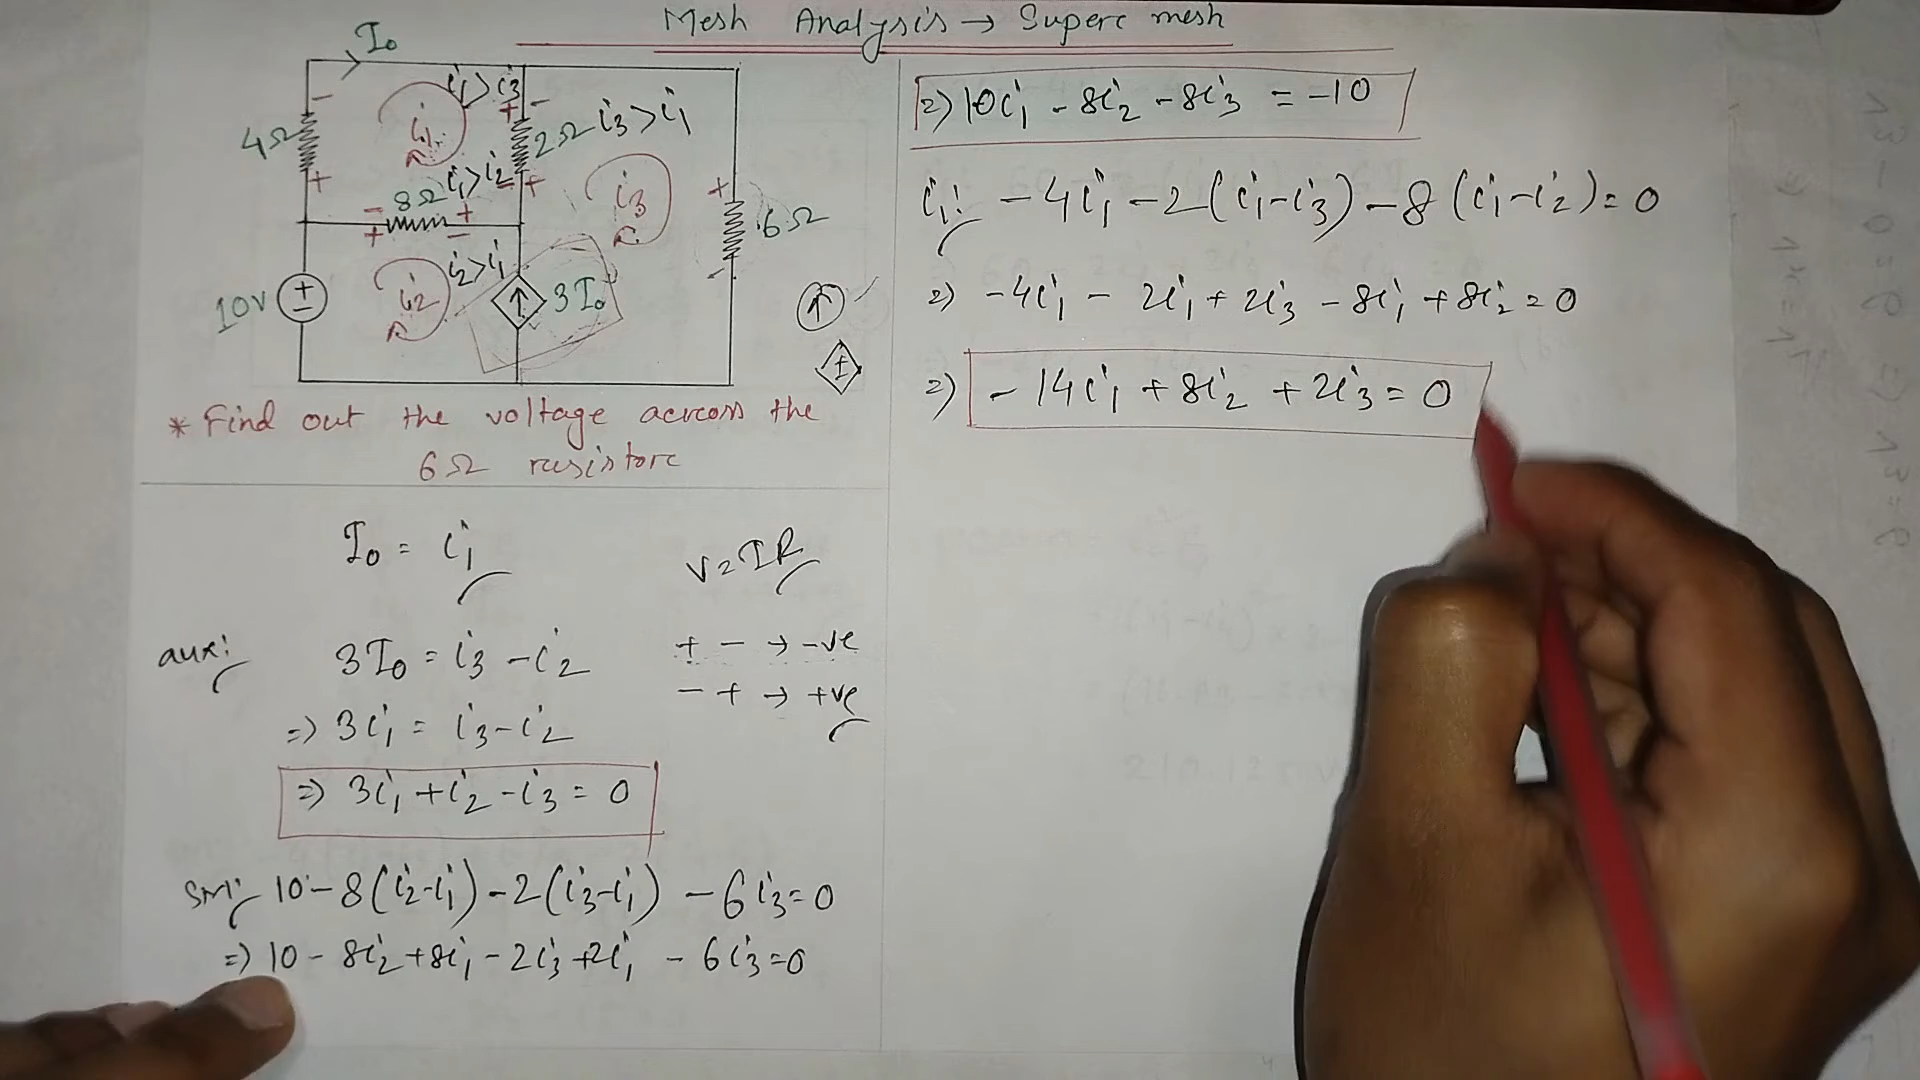 Mesh Analysis → Super mesh
I₀
i₁ > i₃
4Ω
i₁
2Ω
i₃ > i₁
i₁ > i₂
8Ω
i₃
6Ω
i₂ > i₁
10V
i₂
3I₀
* Find out the voltage across the
6Ω resistor
I₀ = i₁
V = IR
aux:
3I₀ = i₃ - i₂
+ - → -ve
- + → +ve
=> 3i₁ = i₃ - i₂
=> 3i₁ + i₂ - i₃ = 0
SM: 10 - 8(i₂ - i₁) - 2(i₃ - i₁) - 6i₃ = 0
=> 10 - 8i₂ + 8i₁ - 2i₃ + 2i₁ - 6i₃ = 0
=> 10i₁ - 8i₂ - 8i₃ = -10
i₁: -4i₁ - 2(i₁ - i₃) - 8(i₁ - i₂) = 0
=> -4i₁ - 2i₁ + 2i₃ - 8i₁ + 8i₂ = 0
=> -14i₁ + 8i₂ + 2i₃ = 0